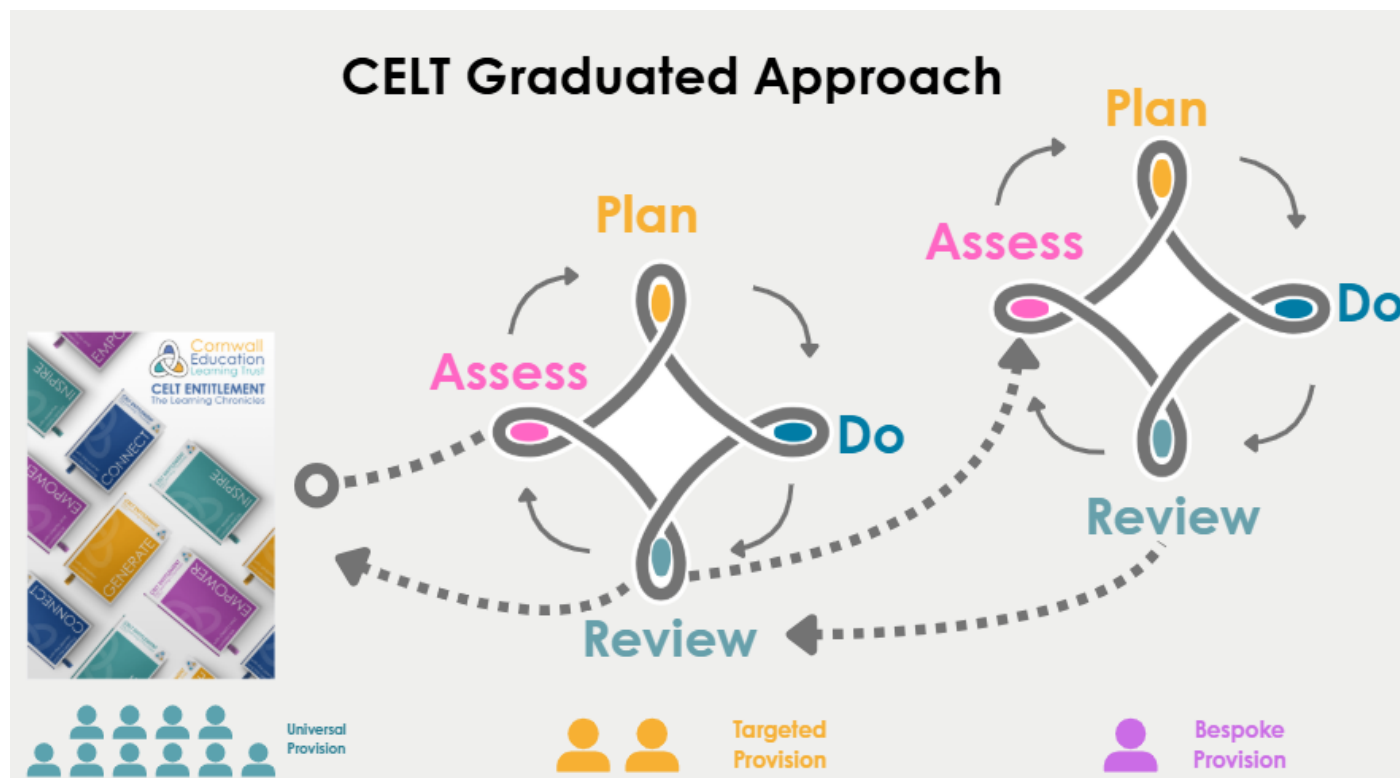 CELT Graduated Approach
Plan
Assess
Do
Review
Plan
Assess
Do
Review
Cornwall
Education
Learning Trust
CELT ENTITLEMENT
The Learning Chronicles
EMPO
INSPIRE
CONNECT
INSPIRE
EMPOWER
GENERATE
EMPOWER
CONNECT
Universal
Provision
Targeted
Provision
Bespoke
Provision